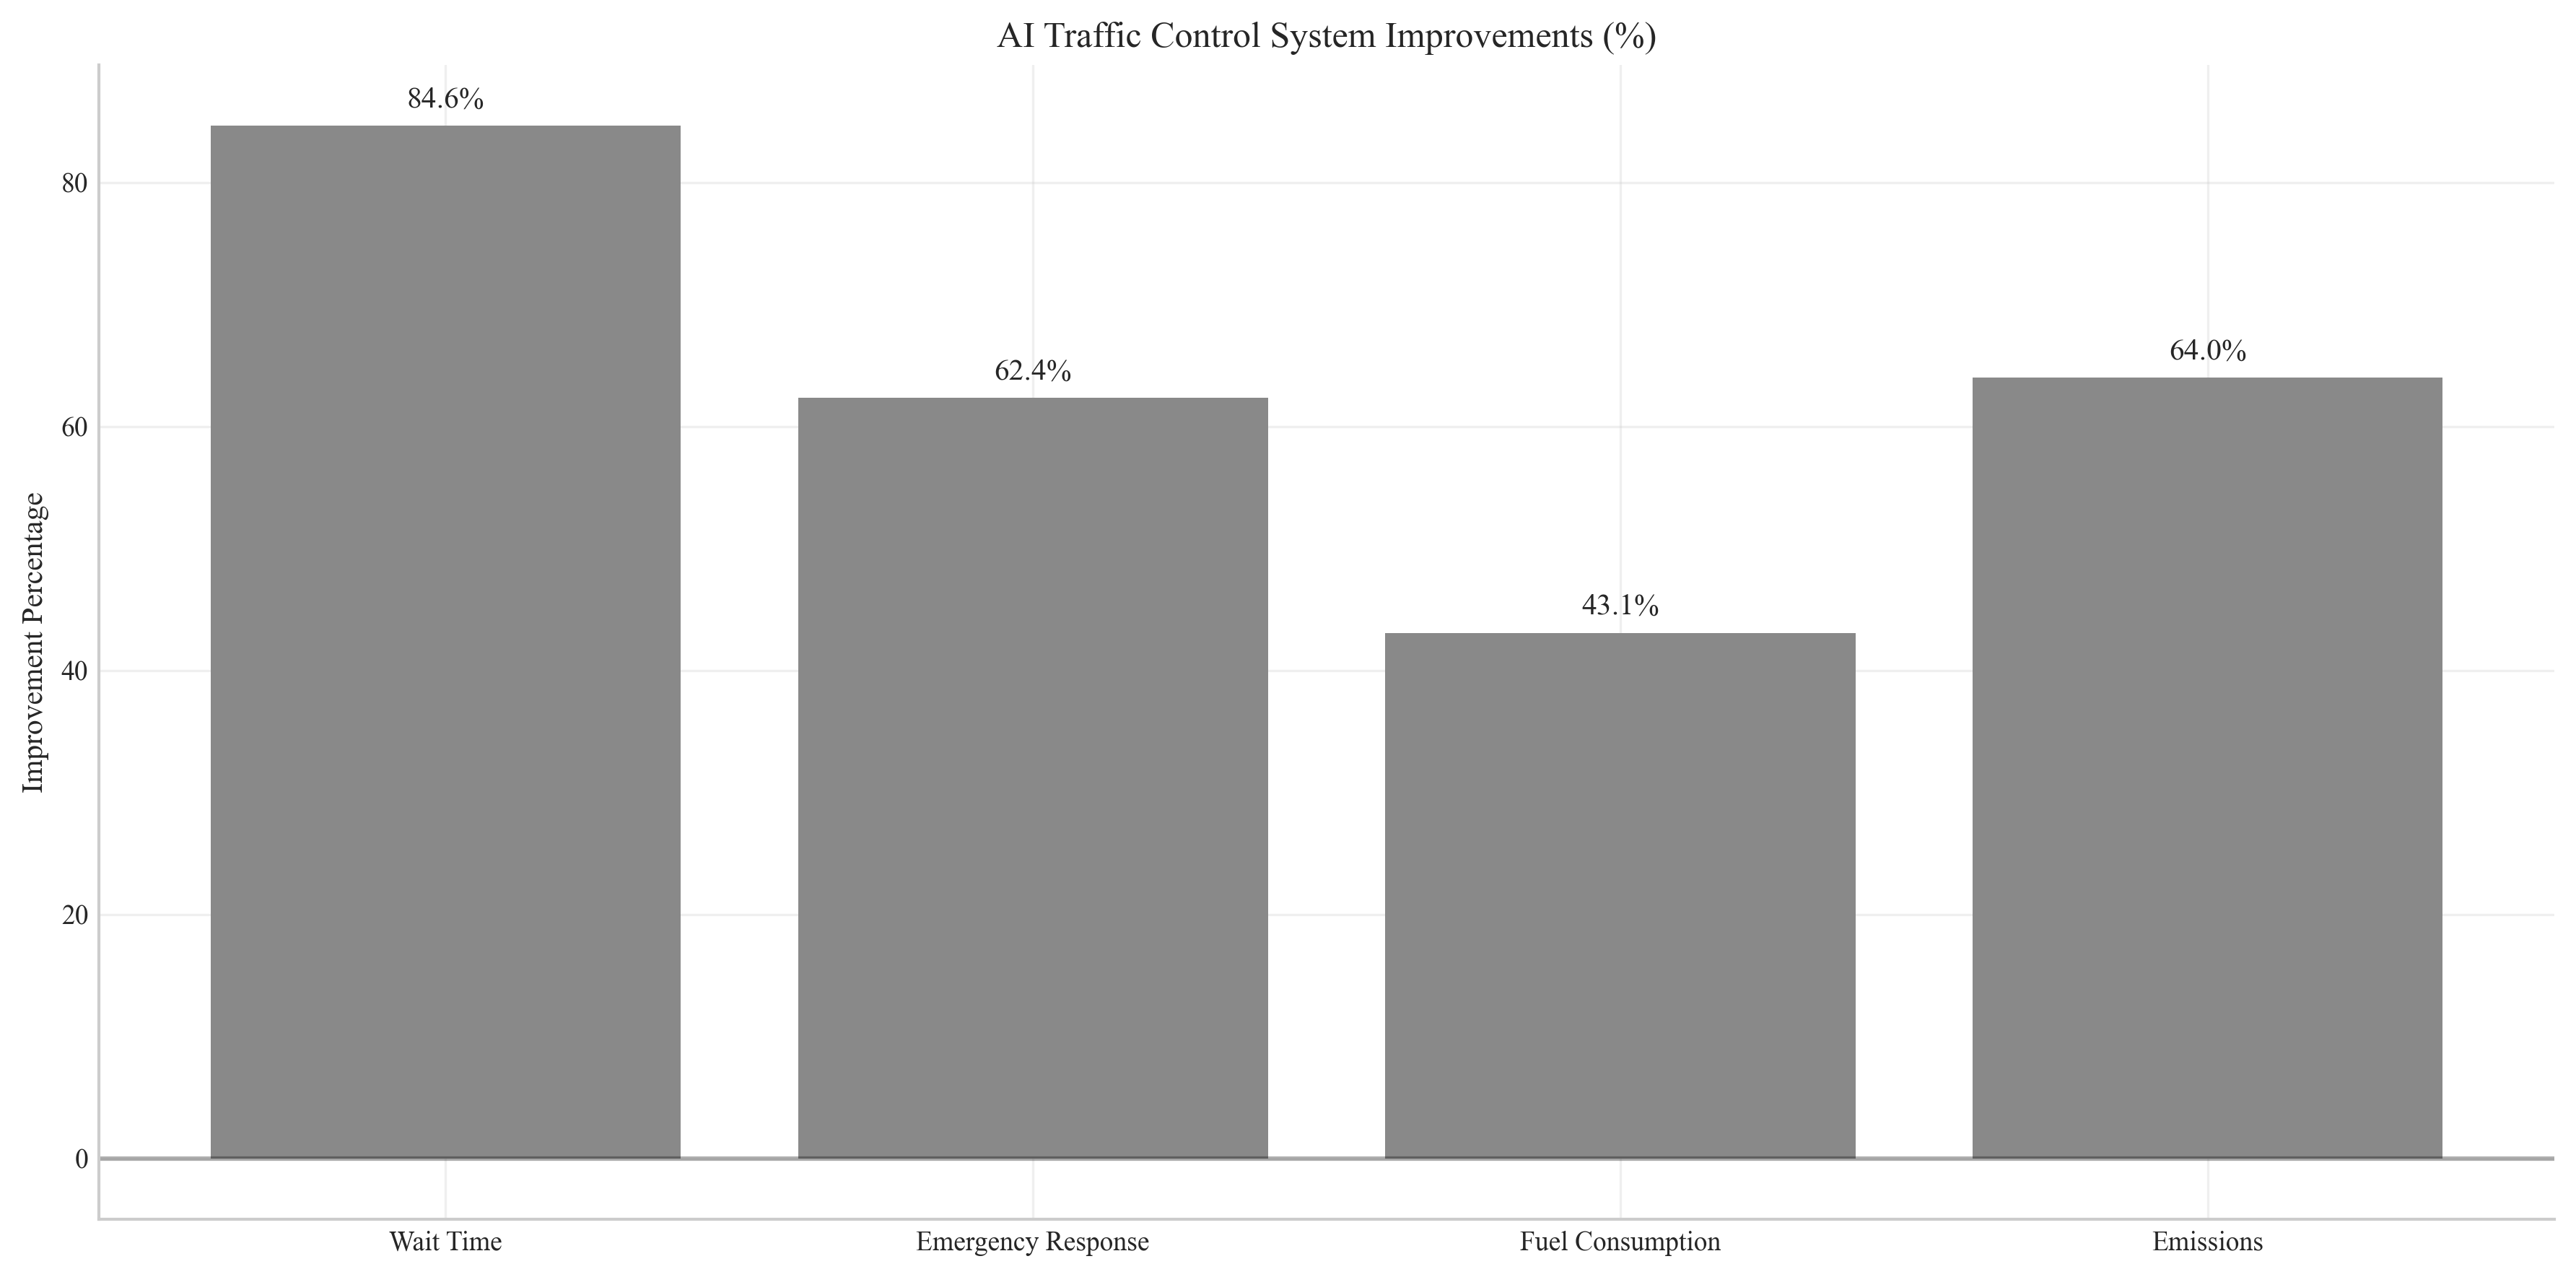 AI Traffic Control System Improvements (%)
Improvement Percentage
80
60
40
20
0
84.6%
62.4%
43.1%
64.0%
Wait Time
Emergency Response
Fuel Consumption
Emissions